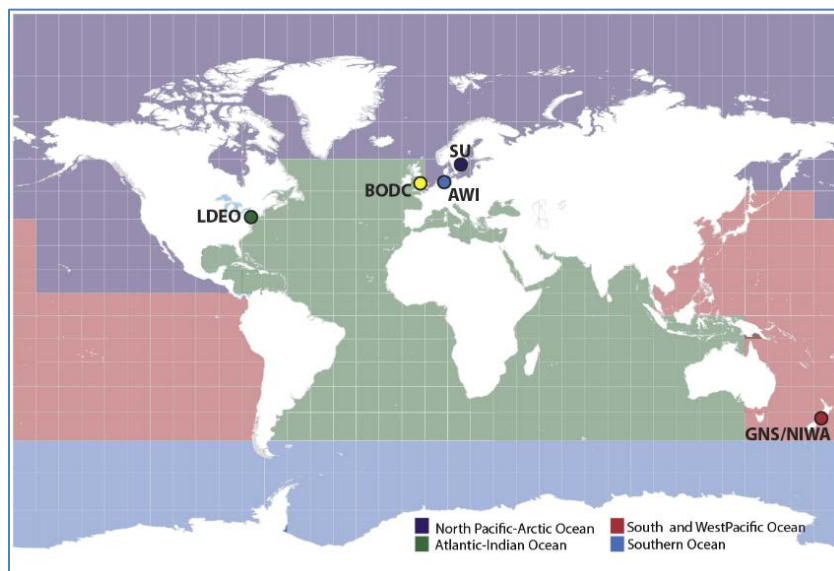 SU
BODC
AWI
LDEO
GNS/NIWA
North Pacific-Arctic Ocean
South and WestPacific Ocean
Atlantic-Indian Ocean
Southern Ocean